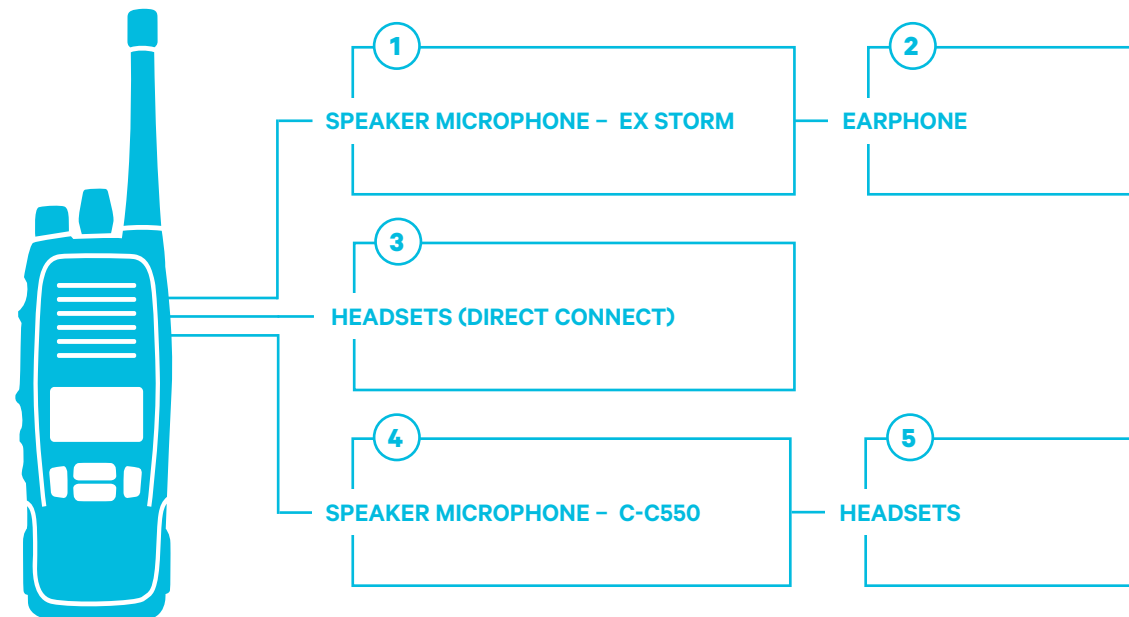 1
2
SPEAKER MICROPHONE – EX STORM
EARPHONE
3
HEADSETS (DIRECT CONNECT)
4
5
SPEAKER MICROPHONE – C-C550
HEADSETS